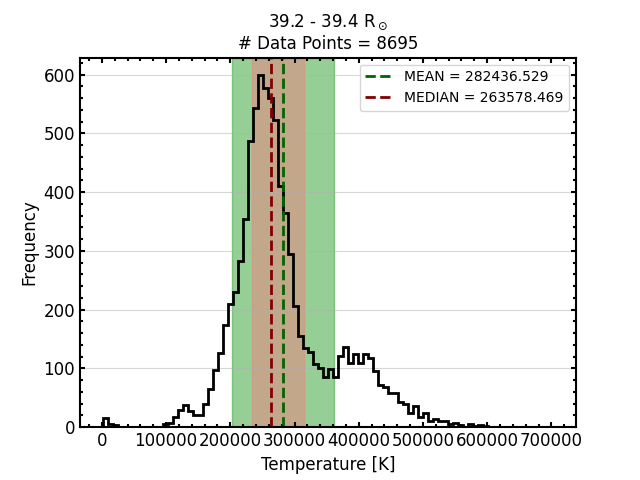 39.2 - 39.4 R⊙
# Data Points = 8695
MEAN = 282436.529
MEDIAN = 263578.469
Frequency
600
500
400
300
200
100
0
0 100000 200000 300000 400000 500000 600000 700000
Temperature [K]